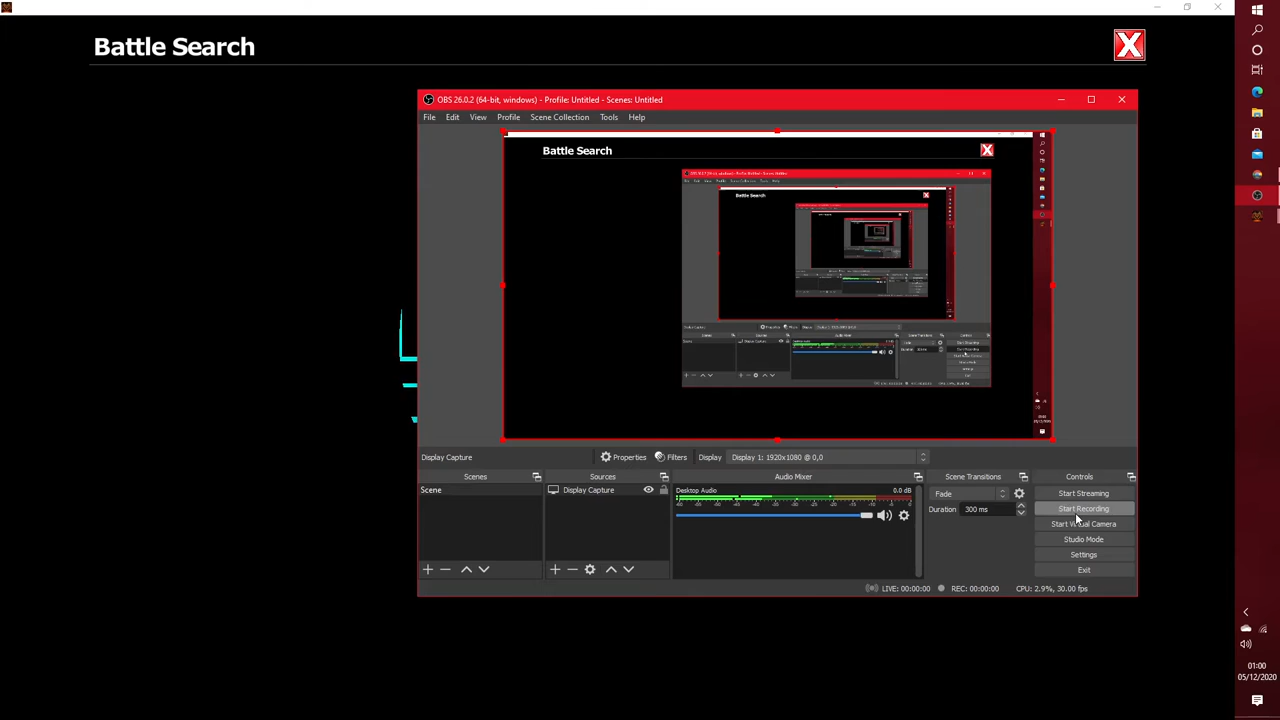 Battle Search
X
OBS 26.0.2 (64-bit, windows) - Profile: Untitled - Scenes: Untitled
File Edit View Profile Scene Collection Tools Help
Battle Search
X
Battle Search
Display Capture Properties Filters Display Display 1: 1920x1080 @ 0,0
Scenes Sources Audio Mixer Scene Transitions Controls
Scene
Display Capture
Desktop Audio 0.0 dB
Fade
Duration 300 ms
Start Streaming
Start Recording
Start Virtual Camera
Studio Mode
Settings
Exit
LIVE: 00:00:00 REC: 00:00:00 CPU: 2.9%, 30.00 fps
01:00
05/12/2020